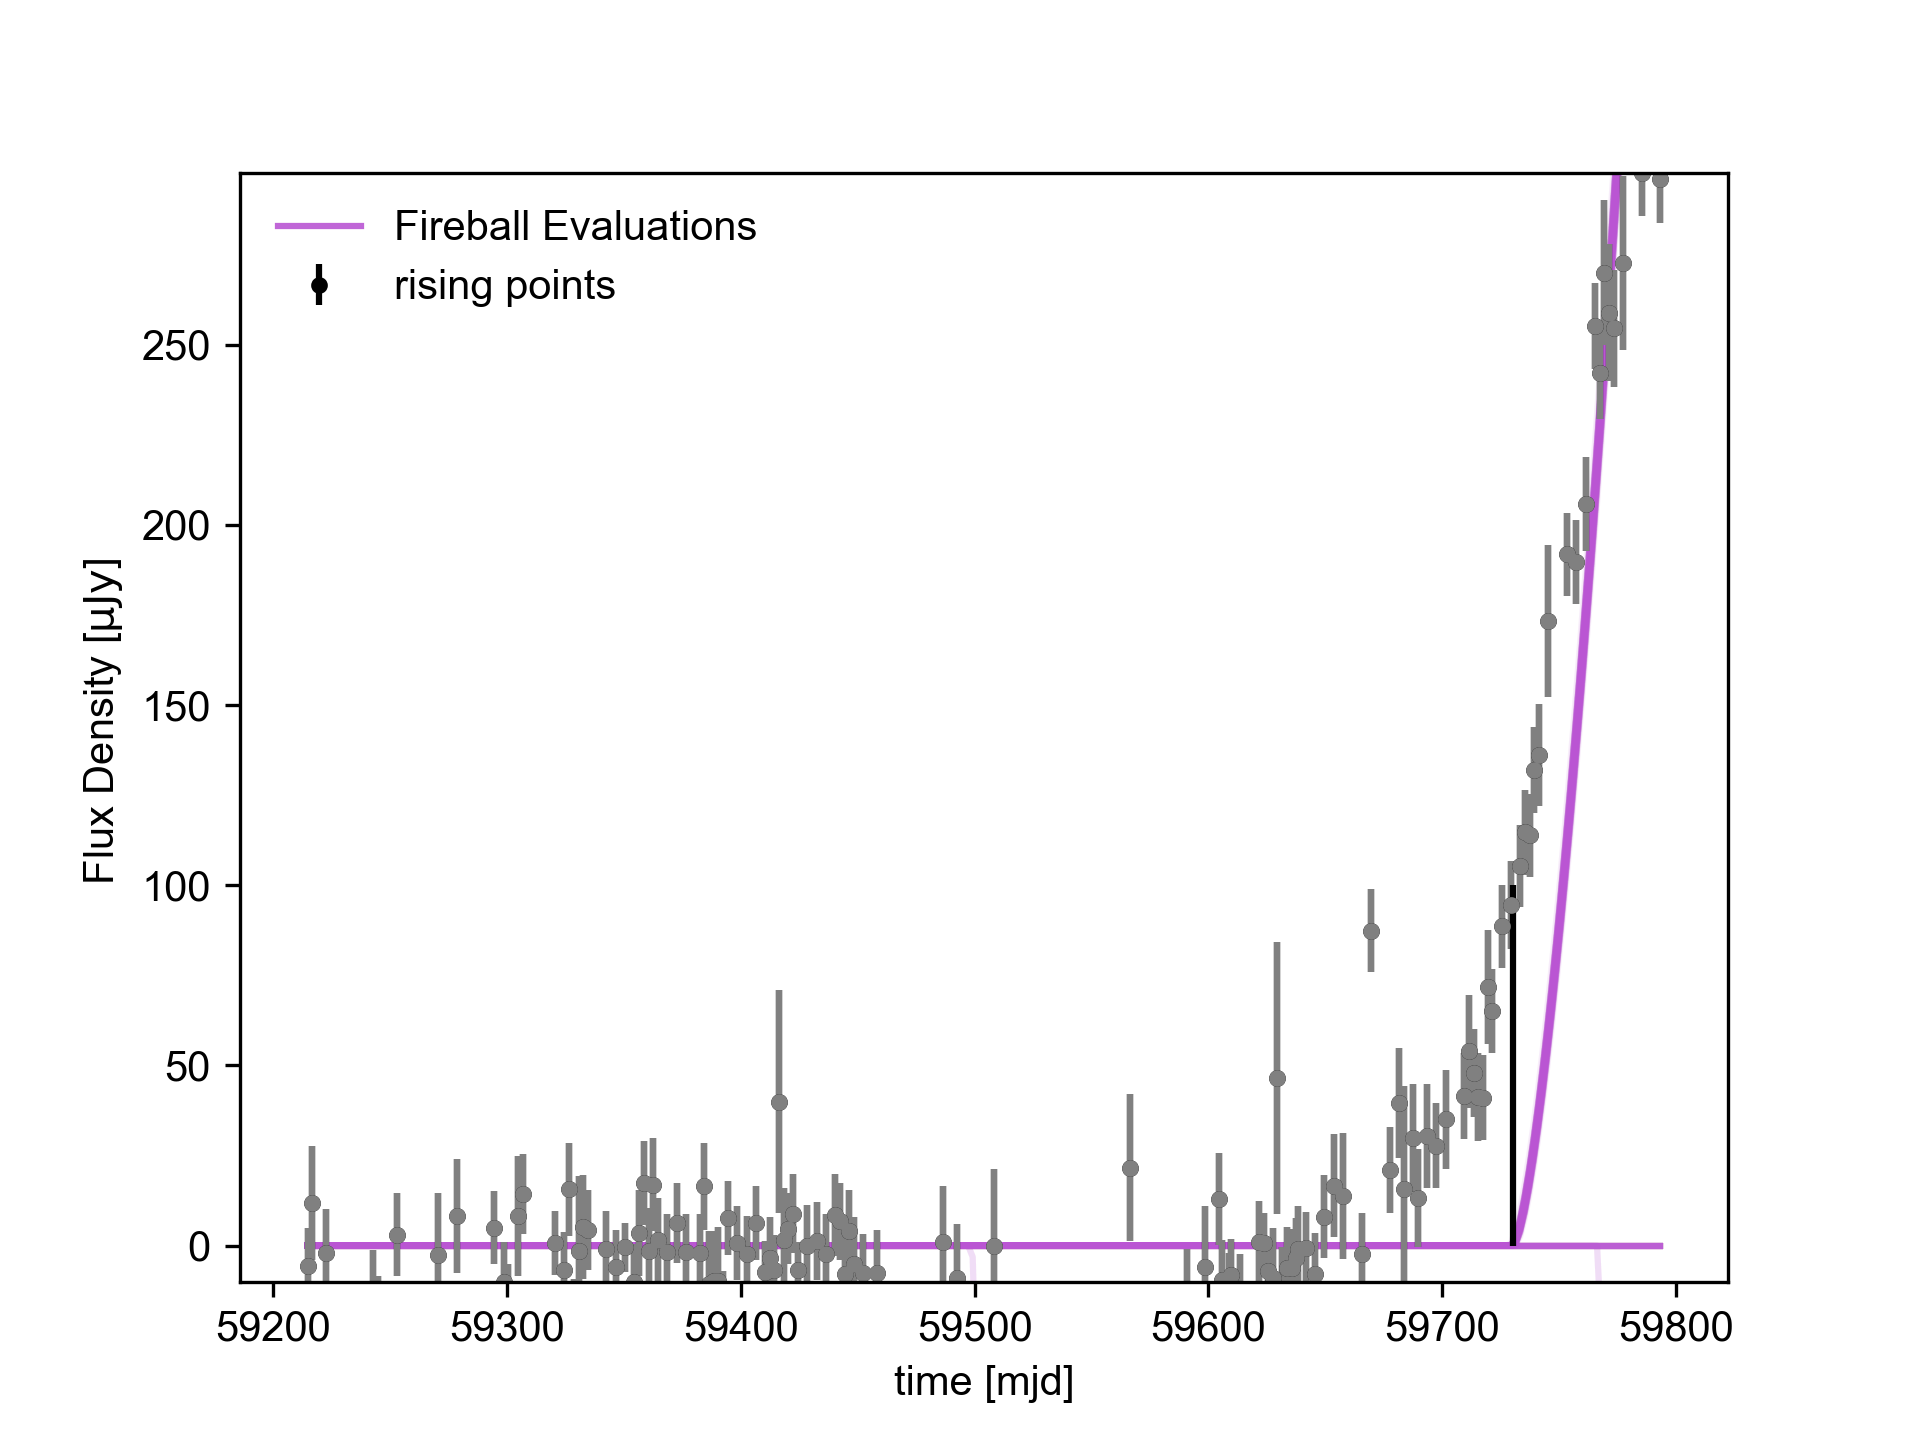 Fireball Evaluations
rising points
250
200
150
100
50
0
Flux Density [µJy]
59200 59300 59400 59500 59600 59700 59800
time [mjd]